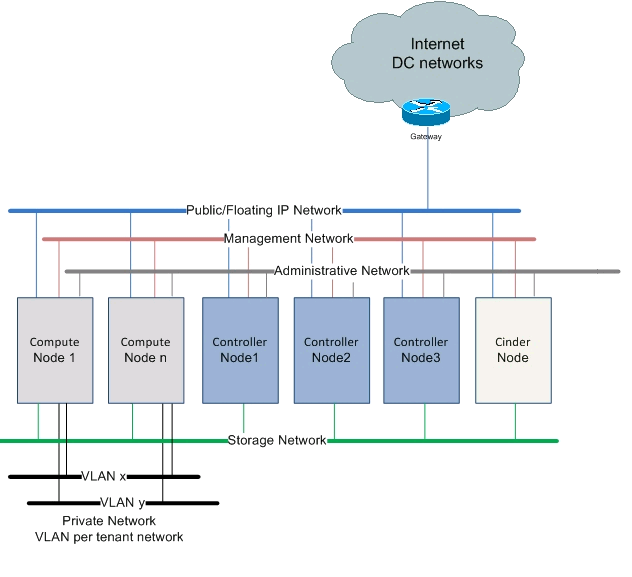 Internet
DC networks
Gateway
Public/Floating IP Network
Management Network
Administrative Network
Compute
Node 1
Compute
Node n
Controller
Node1
Controller
Node2
Controller
Node3
Cinder
Node
Storage Network
VLAN x
VLAN y
Private Network
VLAN per tenant network